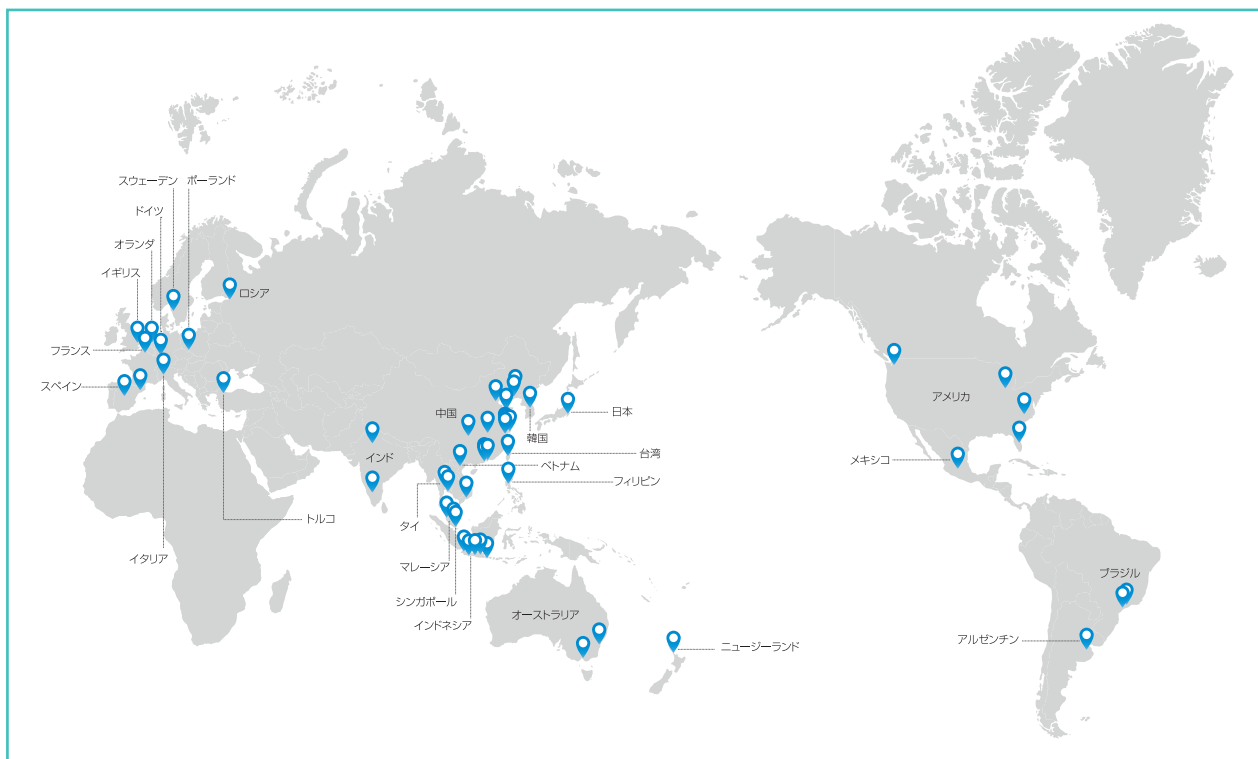 スウェーデン
ポーランド
ドイツ
オランダ
イギリス
ロシア
フランス
スペイン
中国
日本
アメリカ
韓国
インド
台湾
メキシコ
ベトナム
フィリピン
タイ
トルコ
イタリア
マレーシア
ブラジル
シンガポール
オーストラリア
インドネシア
アルゼンチン
ニュージーランド